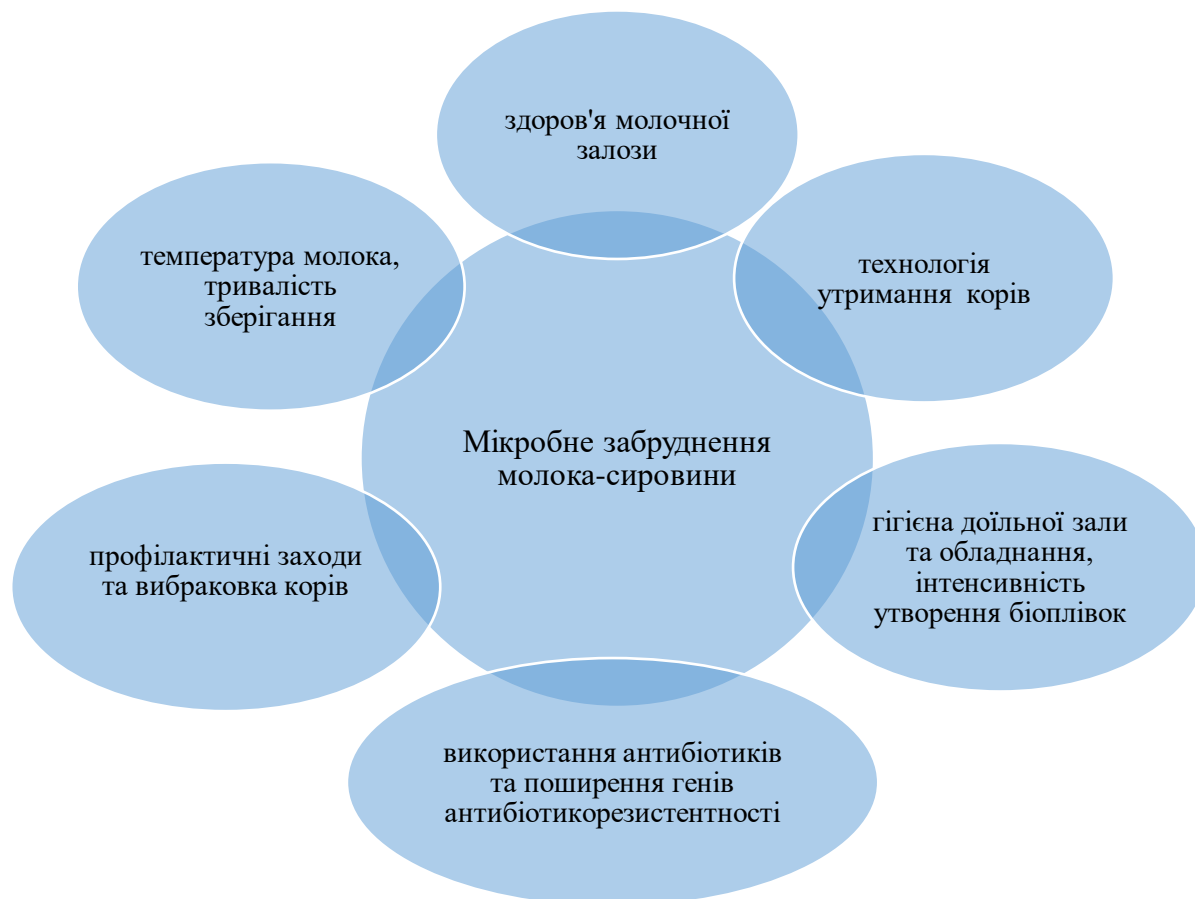 здоров'я молочної
залози
технологія
утримання корів
температура молока,
тривалість
зберігання
Мікробне забруднення
молока-сировини
гігієна доїльної зали
та обладнання,
інтенсивність
утворення біоплівок
профілактичні заходи
та вибраковка корів
використання антибіотиків
та поширення генів
антибіотикорезистентності